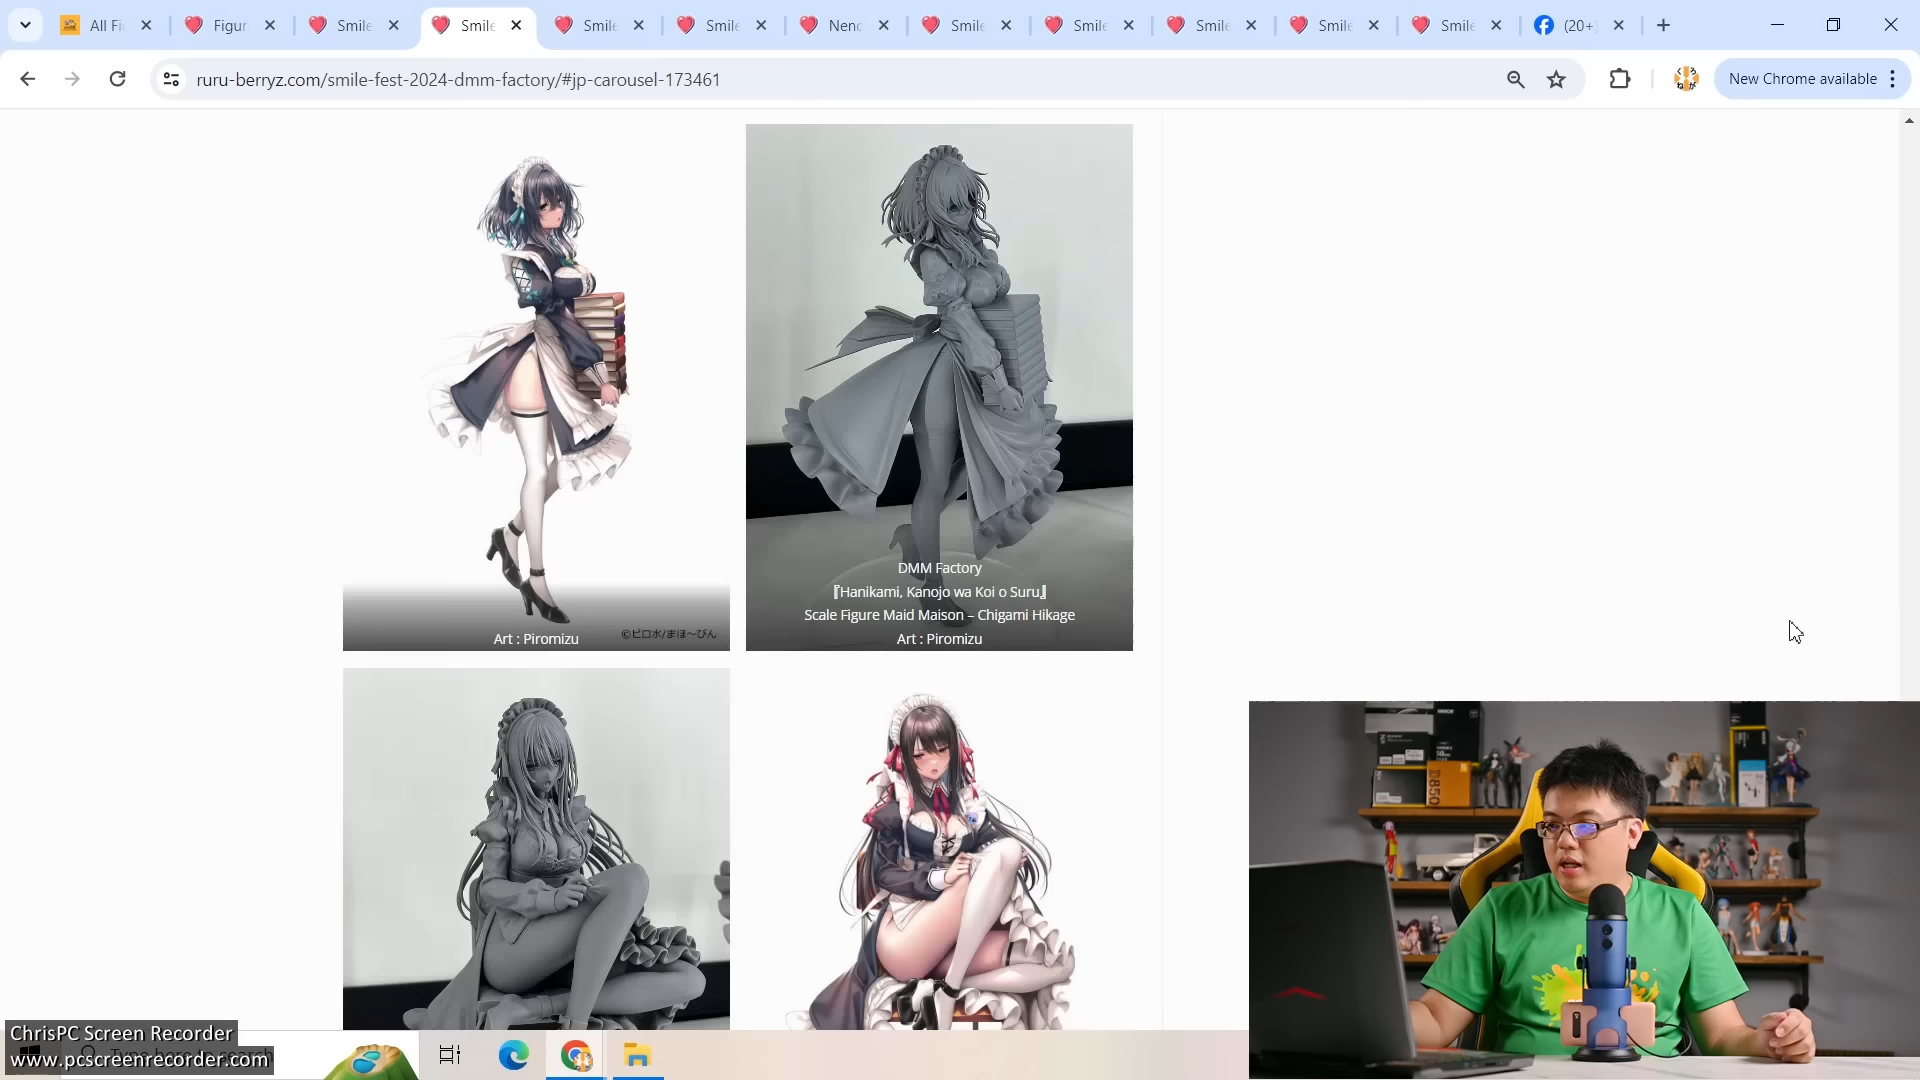 All Fi
Figur
Smile
Smile
Smile
Smile
Nenc
Smile
Smile
Smile
Smile
Smile
(20+)
ruru-berryz.com/smile-fest-2024-dmm-factory/#jp-carousel-173461
New Chrome available
Art : Piromizu
©ピロ水/まほ〜ぴん
DMM Factory
『Hanikami, Kanojo wa Koi o Suru』
Scale Figure Maid Maison – Chigami Hikage
Art : Piromizu
D850
ChrisPC Screen Recorder
www.pcscreenrecorder.com